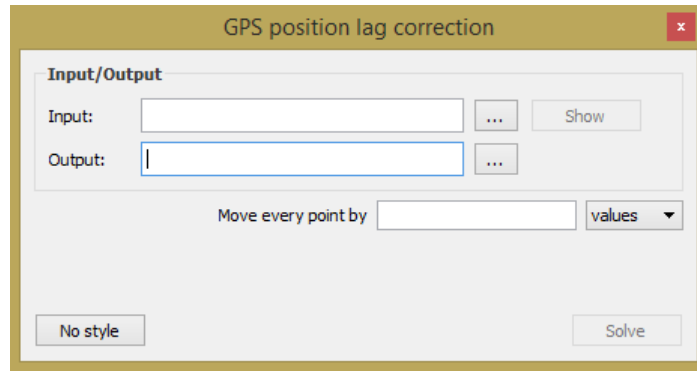 GPS position lag correction
x
Input/Output
Input:
... Show
Output:
...
Move every point by values
No style Solve